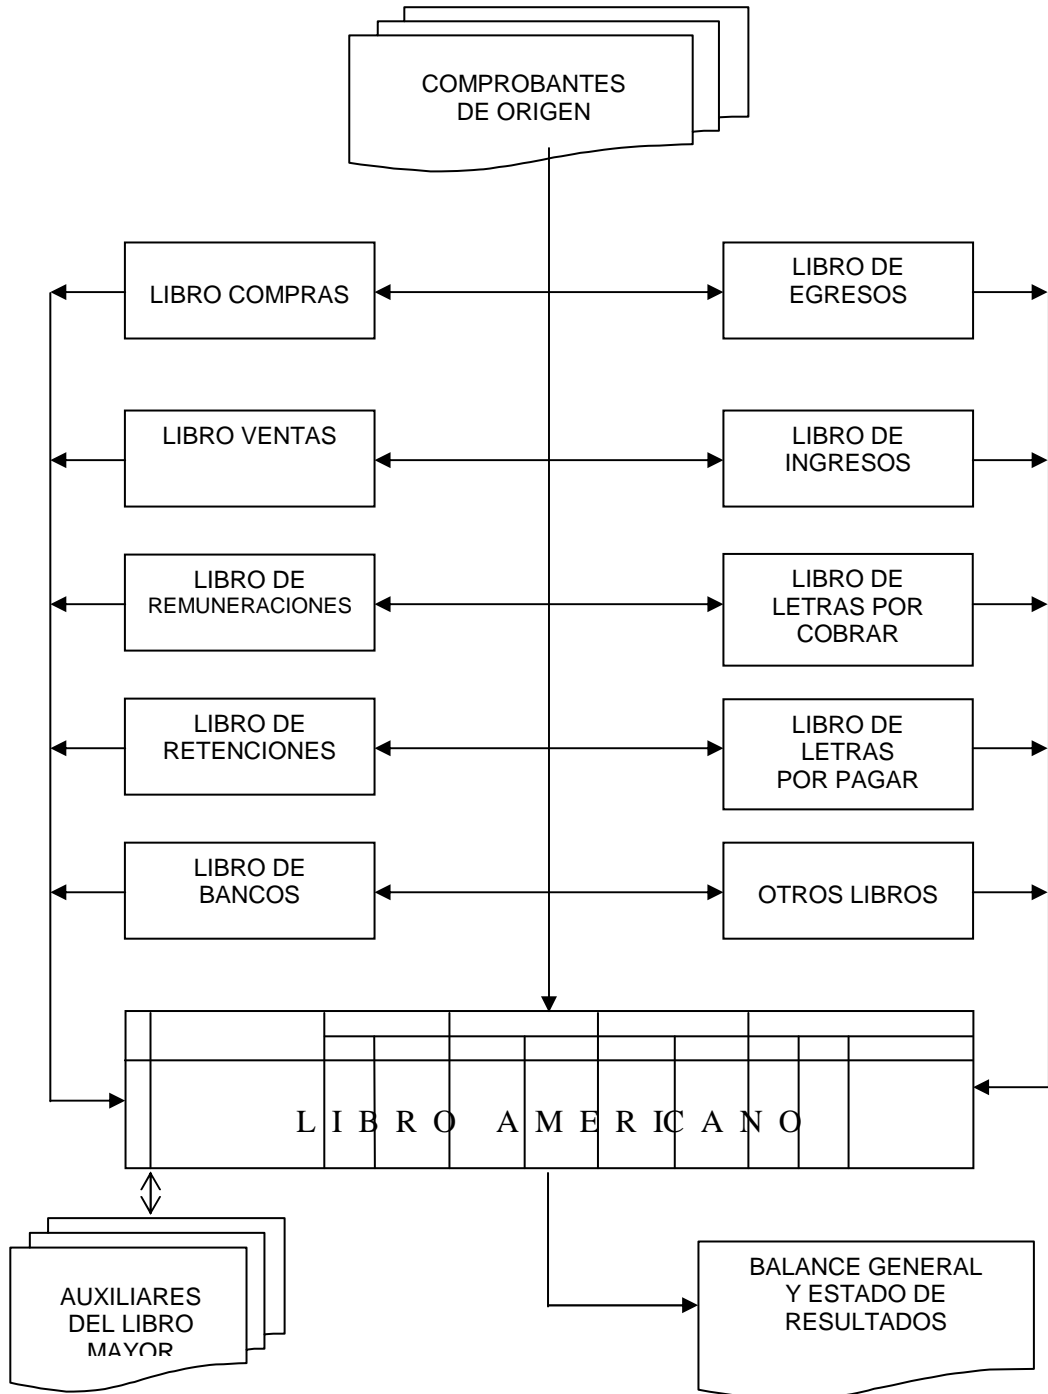 COMPROBANTES
DE ORIGEN
LIBRO COMPRAS
LIBRO DE
EGRESOS
LIBRO VENTAS
LIBRO DE
INGRESOS
LIBRO DE
REMUNERACIONES
LIBRO DE
LETRAS POR
COBRAR
LIBRO DE
RETENCIONES
LIBRO DE
LETRAS
POR PAGAR
LIBRO DE
BANCOS
OTROS LIBROS
L I B R O A M E R I C A N O
AUXILIARES
DEL LIBRO
MAYOR
BALANCE GENERAL
Y ESTADO DE
RESULTADOS